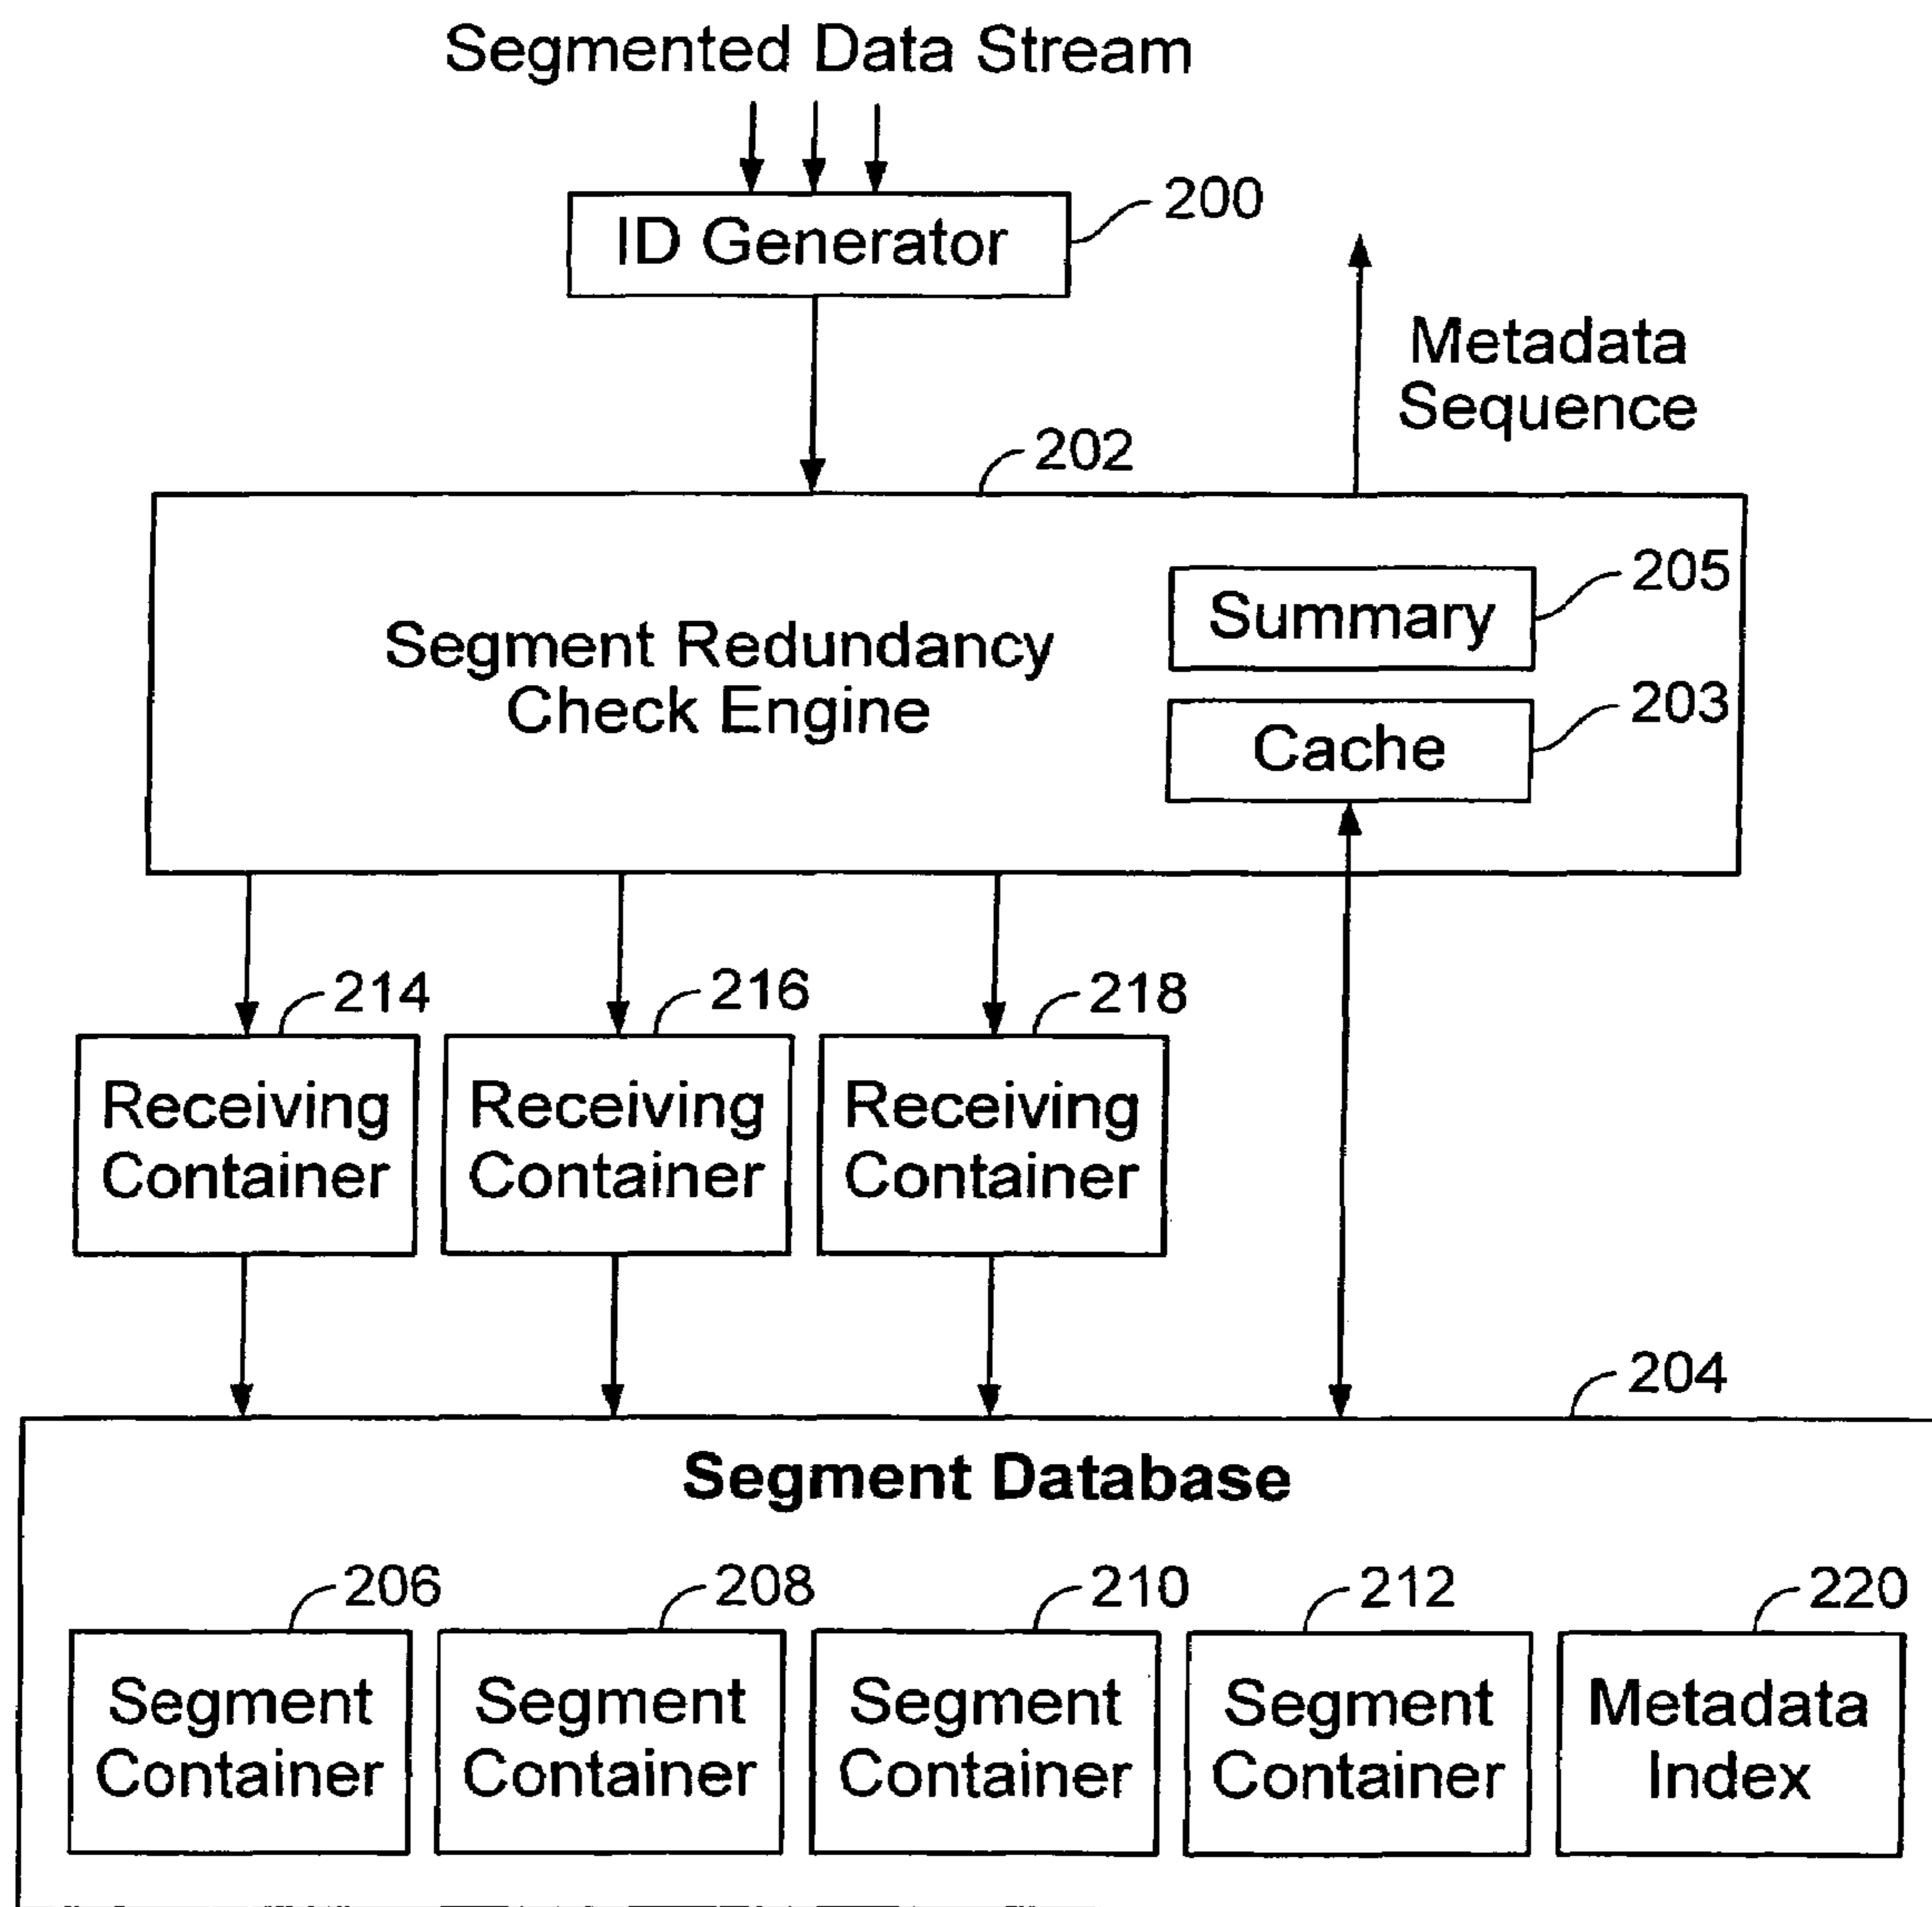 Segmented Data Stream
200
ID Generator
Metadata
Sequence
202
205
Summary
Segment Redundancy
Check Engine
203
Cache
214
216
218
Receiving
Container
Receiving
Container
Receiving
Container
204
Segment Database
206
208
210
212
220
Segment
Container
Segment
Container
Segment
Container
Segment
Container
Metadata
Index